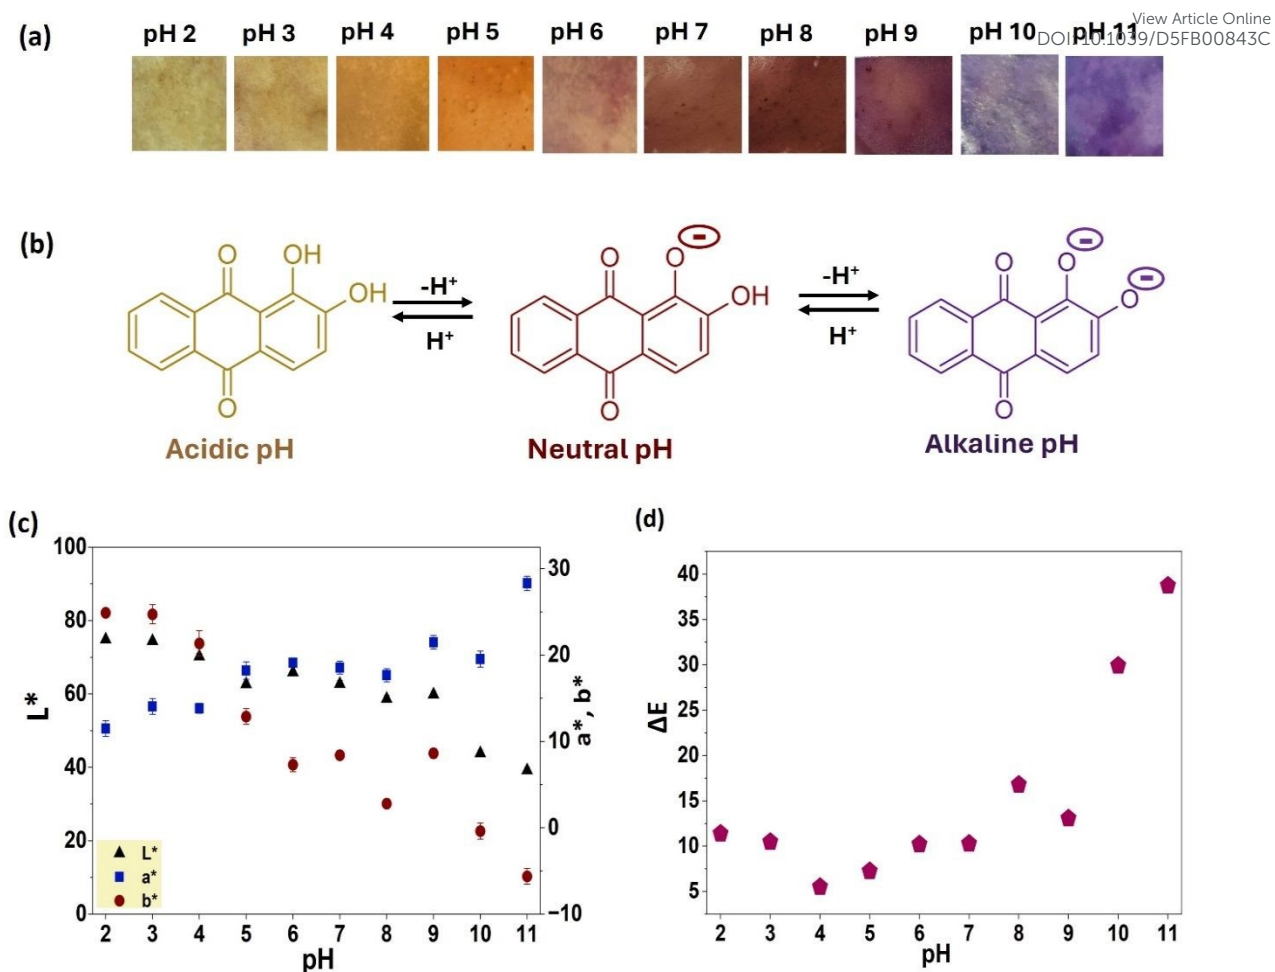 View Article Online
DOI: 10.1039/D5FB00843C
(a)
pH 2 pH 3 pH 4 pH 5 pH 6 pH 7 pH 8 pH 9 pH 10 pH 11
(b)
O OH
OH
O
-H+
H+
O O -
OH
O
-H+
H+
O O -
O -
O
Acidic pH
Neutral pH
Alkaline pH
(c)
L*
100
80
60
40
20
0
a*, b*
30
20
10
0
−10
L*
a*
b*
2 3 4 5 6 7 8 9 10 11
pH
(d)
ΔE
40
35
30
25
20
15
10
5
2 3 4 5 6 7 8 9 10 11
pH